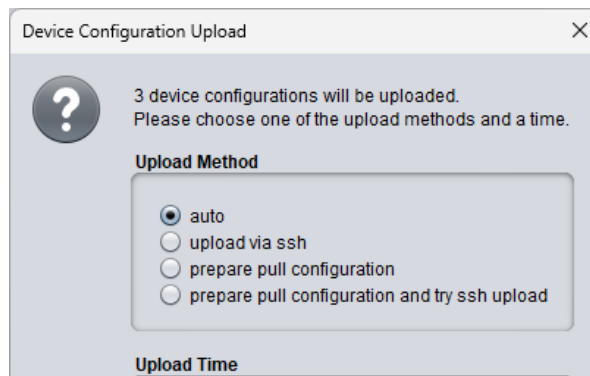 Device Configuration Upload
3 device configurations will be uploaded.
Please choose one of the upload methods and a time.
Upload Method
auto
upload via ssh
prepare pull configuration
prepare pull configuration and try ssh upload
Upload Time